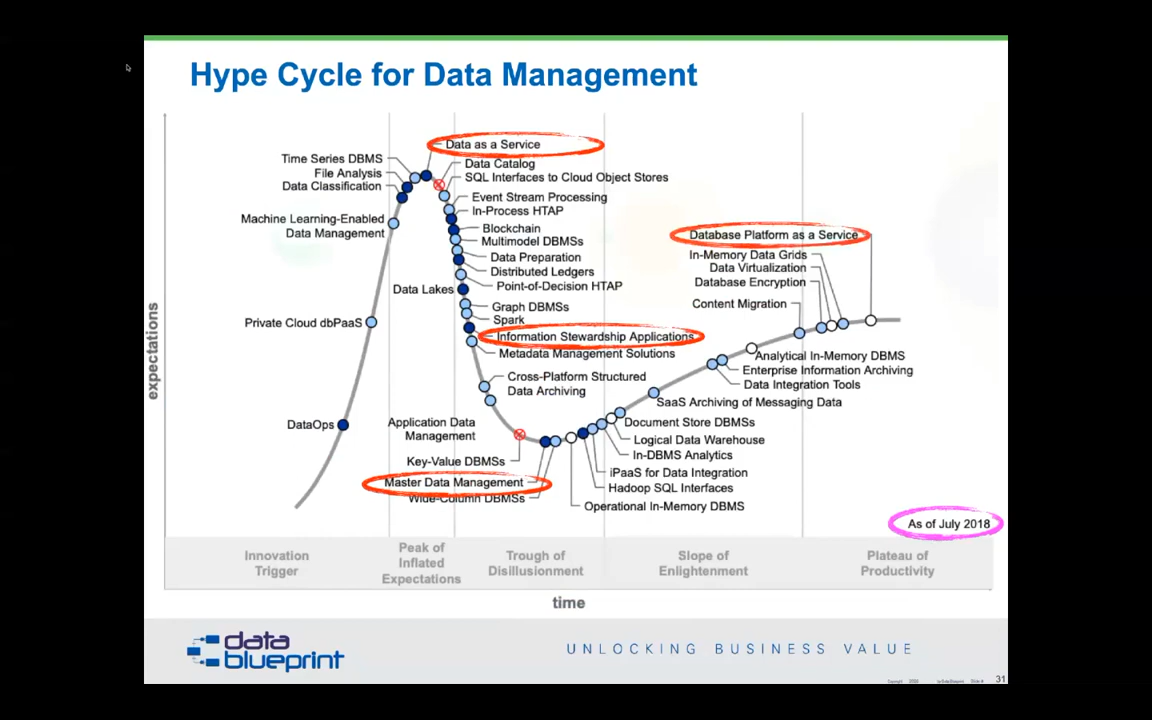 Hype Cycle for Data Management
Data as a Service
Time Series DBMS
Data Catalog
File Analysis
SQL Interfaces to Cloud Object Stores
Data Classification
Event Stream Processing
In-Process HTAP
Machine Learning-Enabled
Data Management
Blockchain
Multimodel DBMSs
Data Preparation
Distributed Ledgers
Point-of-Decision HTAP
Data Lakes
Graph DBMSs
Spark
Private Cloud dbPaaS
Information Stewardship Applications
Metadata Management Solutions
Cross-Platform Structured
Data Archiving
DataOps
Application Data
Management
Key-Value DBMSs
Master Data Management
Wide-Column DBMSs
Database Platform as a Service
In-Memory Data Grids
Data Virtualization
Database Encryption
Content Migration
Analytical In-Memory DBMS
Enterprise Information Archiving
Data Integration Tools
SaaS Archiving of Messaging Data
Document Store DBMSs
Logical Data Warehouse
In-DBMS Analytics
iPaaS for Data Integration
Hadoop SQL Interfaces
Operational In-Memory DBMS
As of July 2018
expectations
Innovation
Trigger
Peak of
Inflated
Expectations
Trough of
Disillusionment
Slope of
Enlightenment
Plateau of
Productivity
time
data
blueprint
UNLOCKING BUSINESS VALUE
31